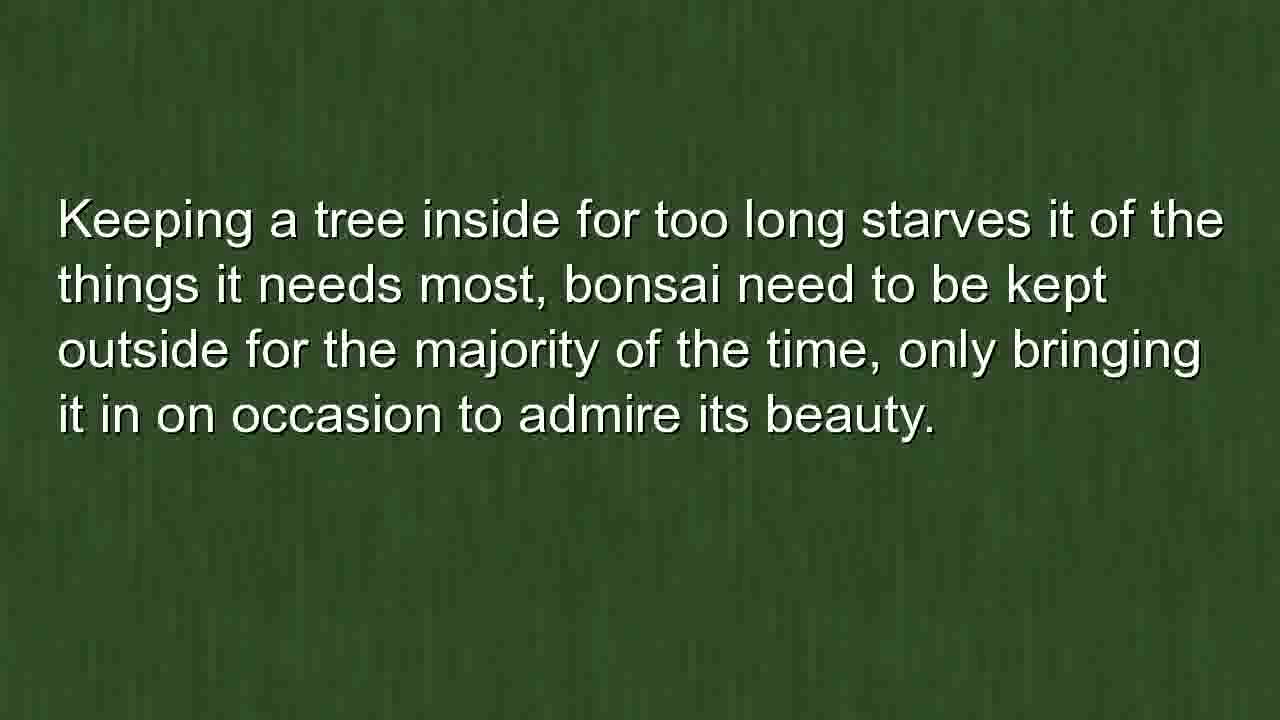 Keeping a tree inside for too long starves it of the
things it needs most, bonsai need to be kept
outside for the majority of the time, only bringing
it in on occasion to admire its beauty.